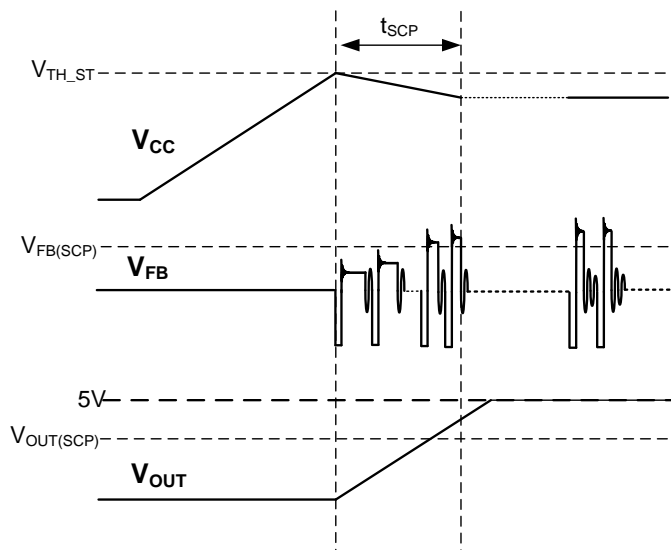 tSCP
VTH_ST
VCC
VFB(SCP)
VFB
5V
VOUT(SCP)
VOUT